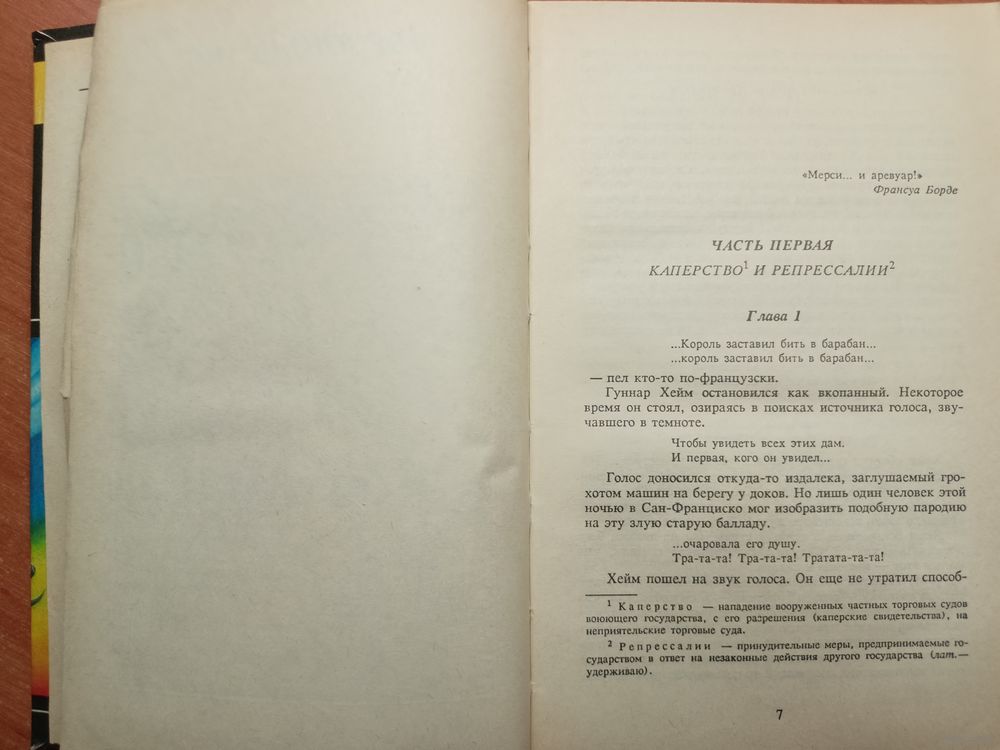 «Мерси... и аревуар!»
Франсуа Борде
ЧАСТЬ ПЕРВАЯ
КАПЕРСТВО¹ И РЕПРЕССАЛИИ²
Глава 1
...Король заставил бить в барабан...
...король заставил бить в барабан...
— пел кто-то по-французски.
Гуннар Хейм остановился как вкопанный. Некоторое
время он стоял, озираясь в поисках источника голоса, зву-
чавшего в темноте.
Чтобы увидеть всех этих дам.
И первая, кого он увидел...
Голос доносился откуда-то издалека, заглушаемый гро-
хотом машин на берегу у доков. Но лишь один человек этой
ночью в Сан-Франциско мог изобразить подобную пародию
на эту злую старую балладу.
...очаровала его душу.
Тра-та-та! Тра-та-та! Тратата-та-та!
Хейм пошел на звук голоса. Он еще не утратил способ-
¹ Каперство — нападение вооруженных частных торговых судов
воюющего государства, с его разрешения (каперские свидетельства), на
неприятельские торговые суда.
² Репрессалии — принудительные меры, предпринимаемые го-
сударством в ответ на незаконные действия другого государства (лат.—
удерживаю).
7